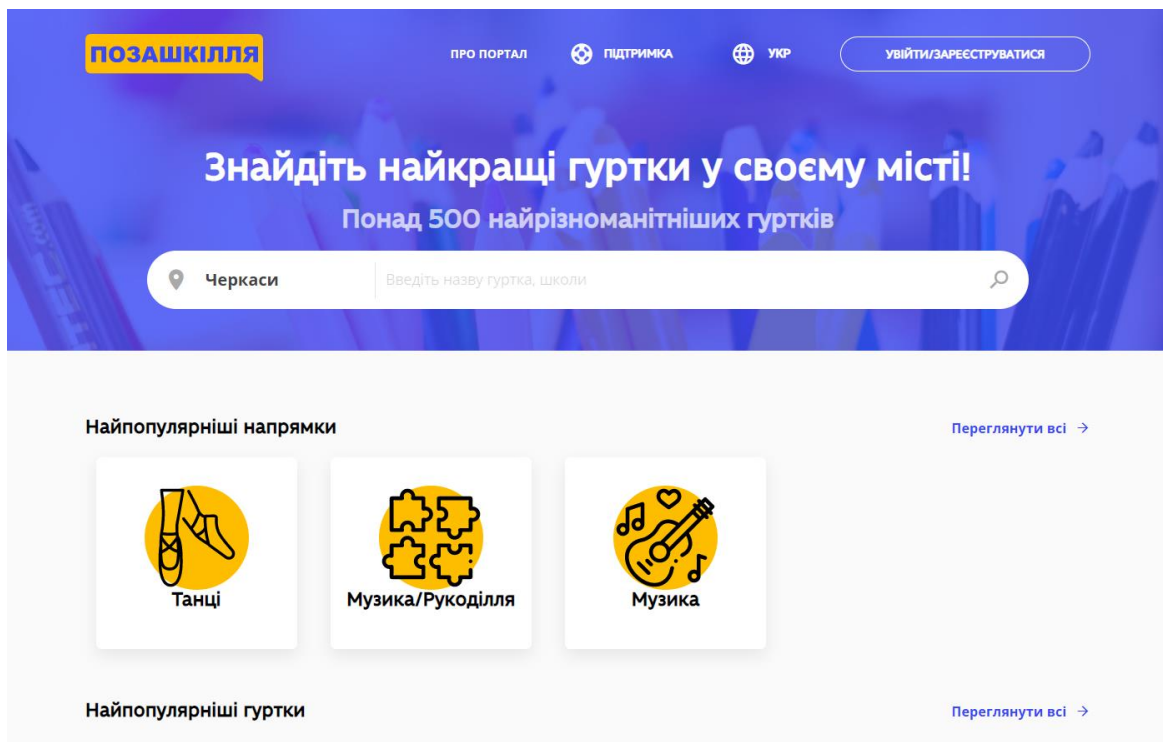 ПОЗАШКІЛЛЯ
ПРО ПОРТАЛ
ПІДТРИМКА
УКР
УВІЙТИ/ЗАРЕЄСТРУВАТИСЯ
Знайдіть найкращі гуртки у своєму місті!
Понад 500 найрізноманітніших гуртків
Черкаси
Введіть назву гуртка, школи
Найпопулярніші напрямки
Переглянути всі →
Танці
Музика/Рукоділля
Музика
Найпопулярніші гуртки
Переглянути всі →